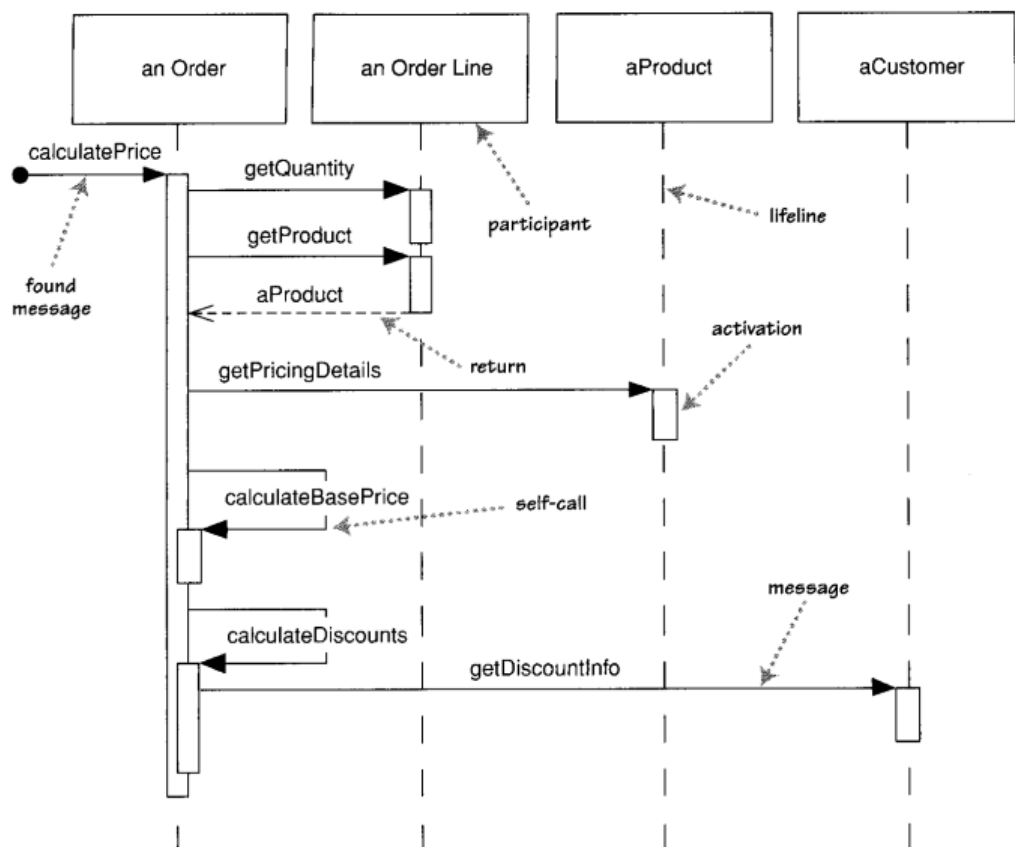 an Order
an Order Line
aProduct
aCustomer
calculatePrice
getQuantity
participant
lifeline
getProduct
found
message
aProduct
activation
return
getPricingDetails
calculateBasePrice
self-call
message
calculateDiscounts
getDiscountInfo